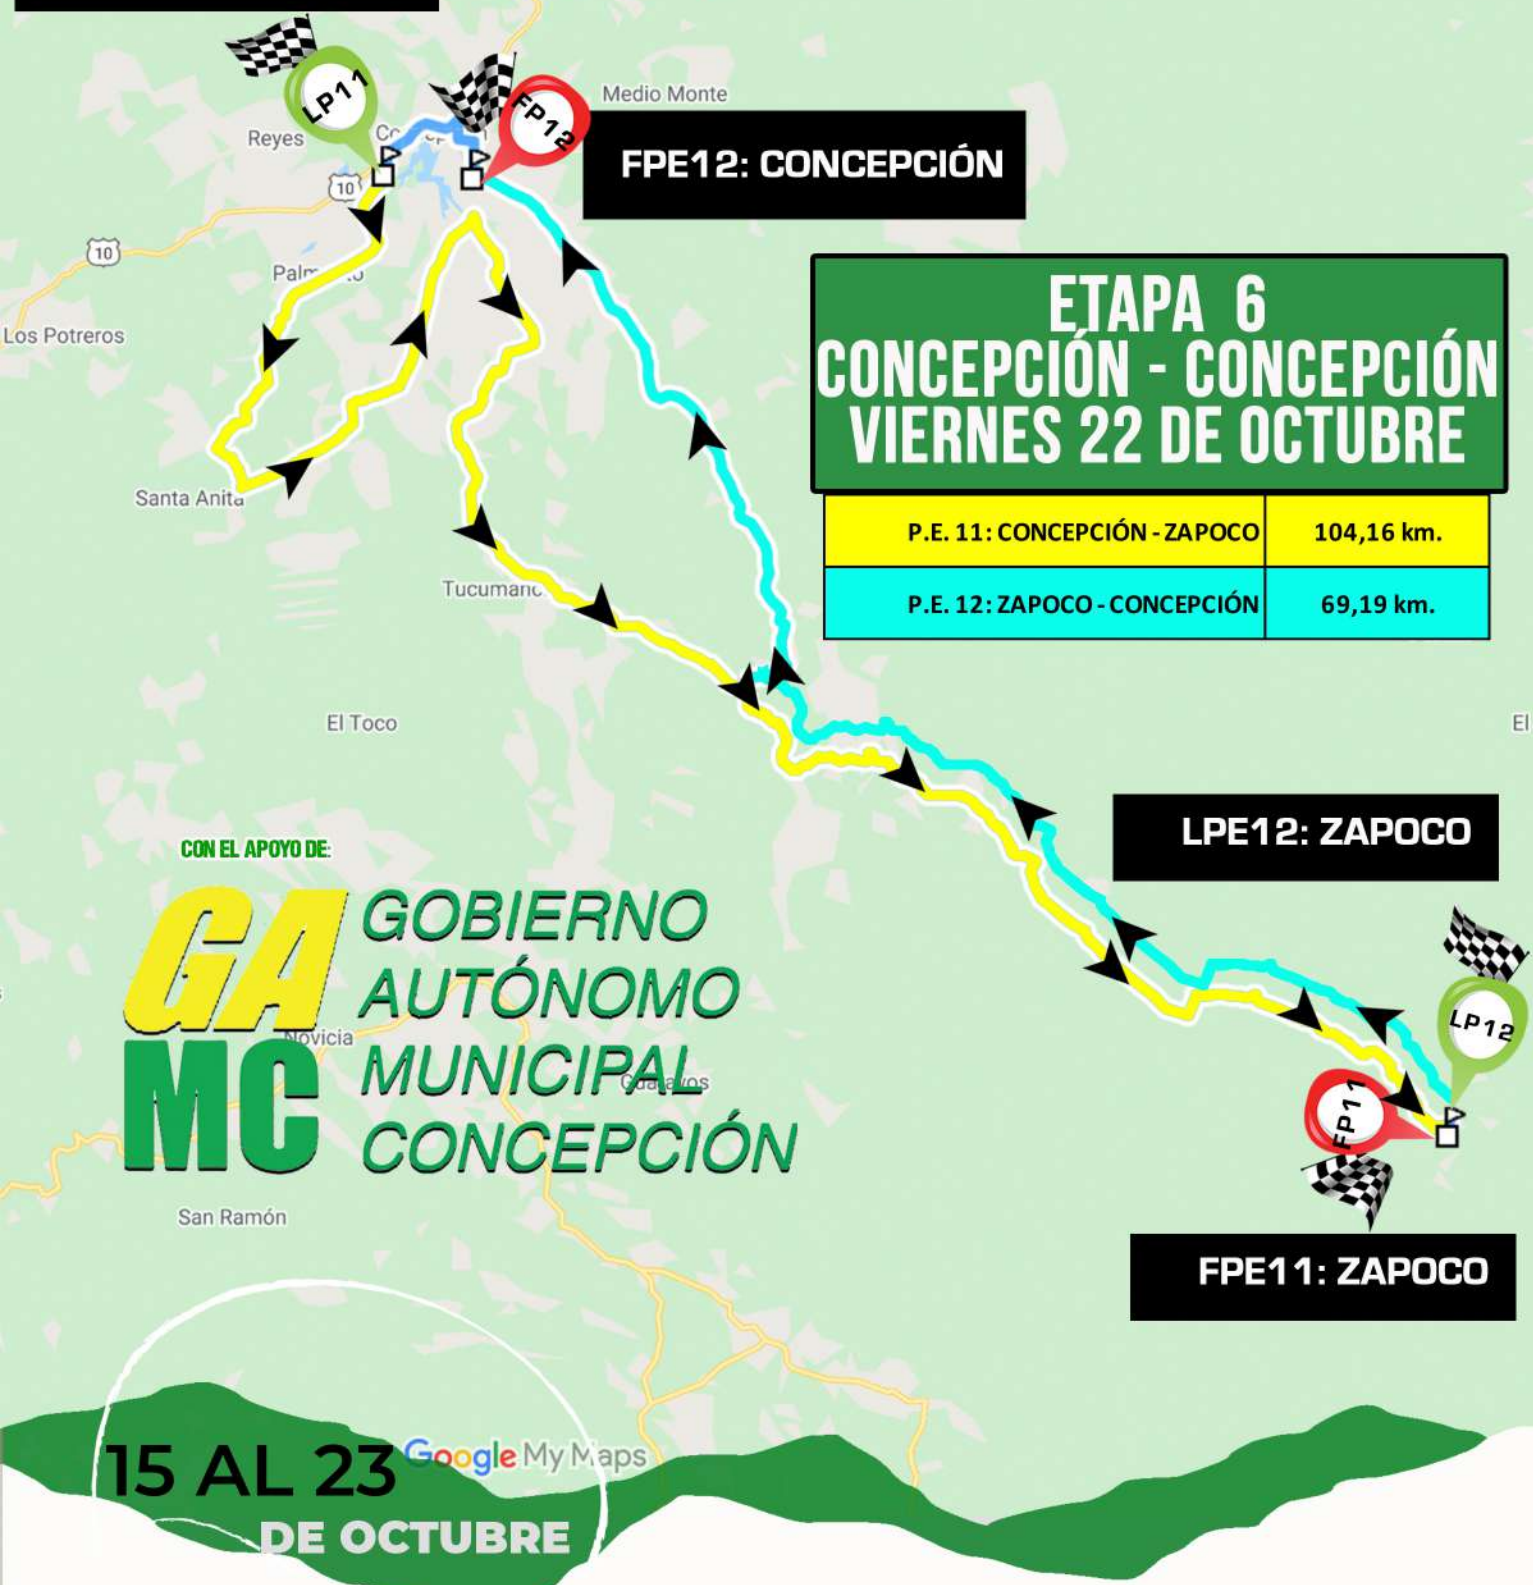 LP11
FP12
Medio Monte
Reyes
10
FPE12: CONCEPCIÓN
10
Los Potreros
ETAPA 6
CONCEPCIÓN - CONCEPCIÓN
VIERNES 22 DE OCTUBRE
P.E. 11: CONCEPCIÓN - ZAPOCO 104,16 km.
P.E. 12: ZAPOCO - CONCEPCIÓN 69,19 km.
Santa Anita
El Toco
El
LPE12: ZAPOCO
CON EL APOYO DE:
GA
MC
GOBIERNO
AUTÓNOMO
MUNICIPAL
CONCEPCIÓN
Novicia
LP12
FP11
San Ramón
FPE11: ZAPOCO
15 AL 23
Google My Maps
DE OCTUBRE